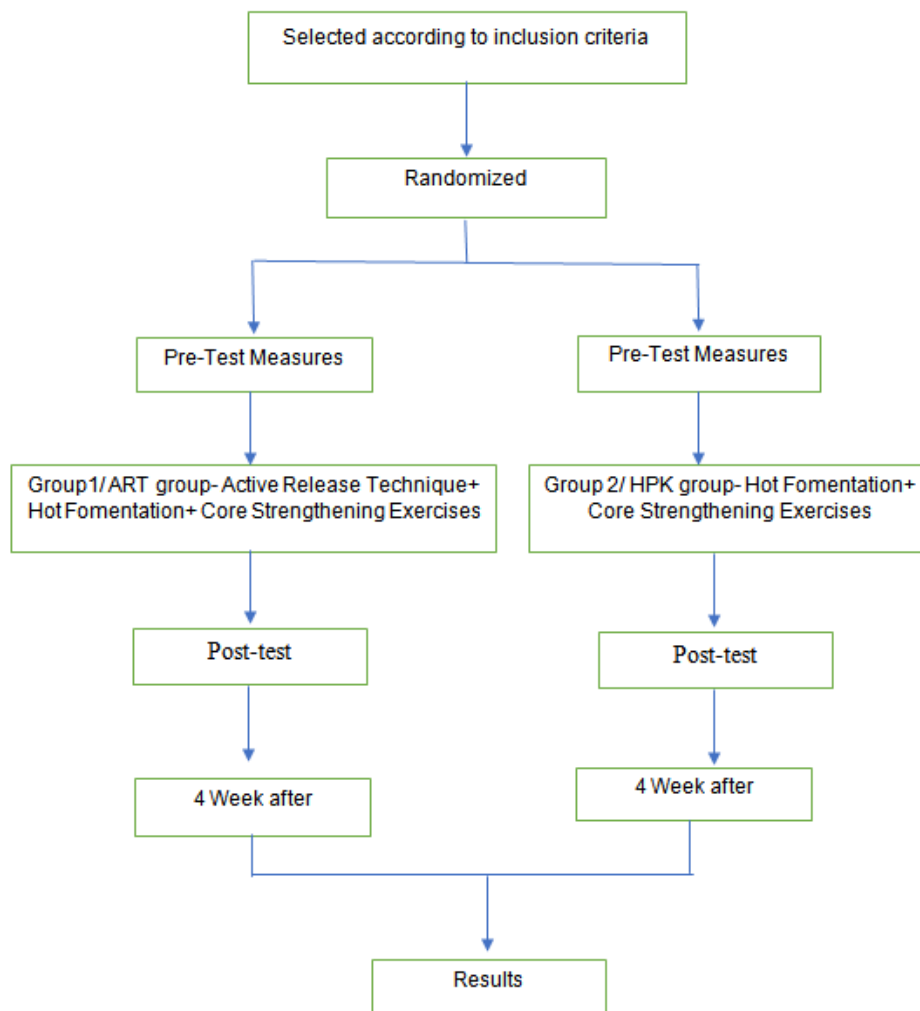 Selected according to inclusion criteria
Randomized
Pre-Test Measures
Pre-Test Measures
Group1/ ART group- Active Release Technique+
Hot Fomentation+ Core Strengthening Exercises
Group 2/ HPK group- Hot Fomentation+
Core Strengthening Exercises
Post-test
Post-test
4 Week after
4 Week after
Results